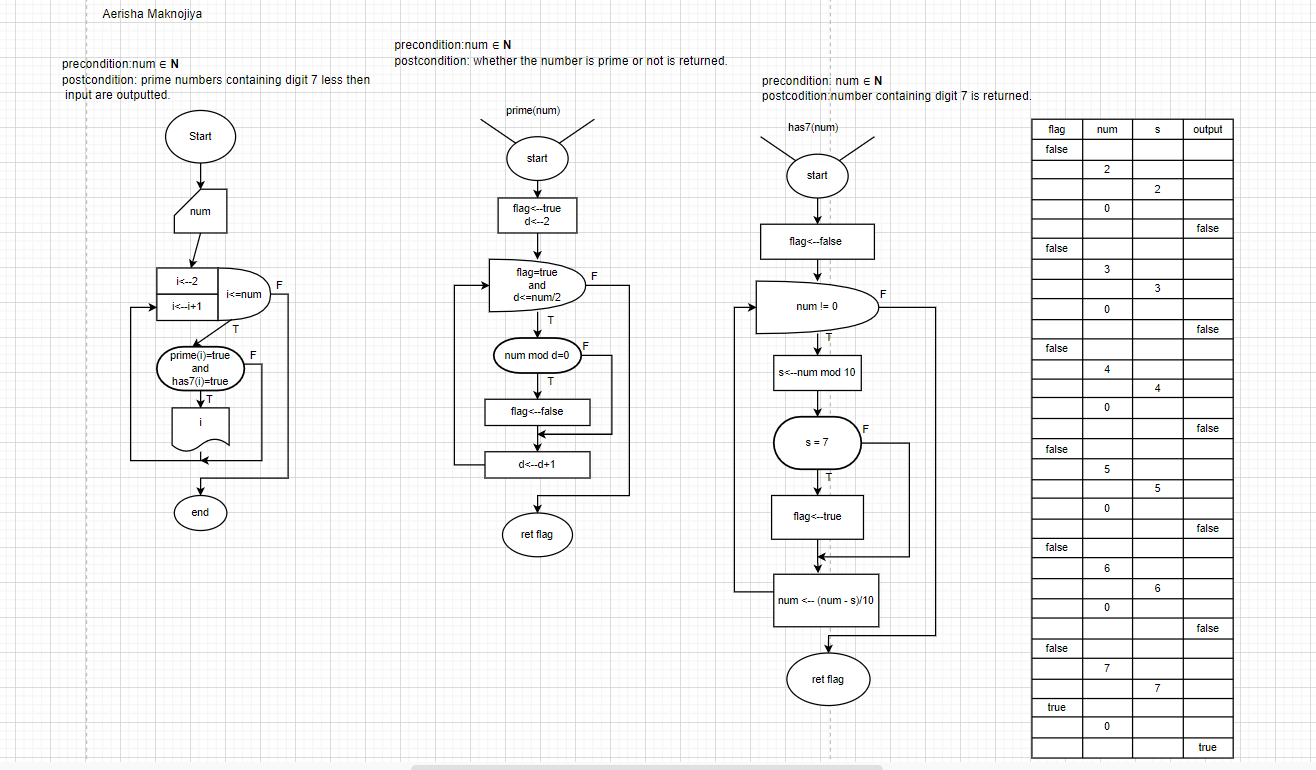 Aerisha Maknojiya
precondition:num ∈ N
postcondition: prime numbers containing digit 7 less then
input are outputted.
Start
num
i<--2
i<--i+1
i<=num
F
T
prime(i)=true
and
has7(i)=true
F
T
i
end
precondition:num ∈ N
postcondition: whether the number is prime or not is returned.
prime(num)
start
flag<--true
d<--2
flag=true
and
d<=num/2
F
T
num mod d=0
F
T
flag<--false
d<--d+1
ret flag
precondition: num ∈ N
postcodition:number containing digit 7 is returned.
has7(num)
start
flag<--false
num != 0
F
T
s<--num mod 10
s = 7
F
T
flag<--true
num <-- (num - s)/10
ret flag
flag num s output
false
2
2
0
false
false
3
3
0
false
false
4
4
0
false
false
5
5
0
false
false
6
6
0
false
false
7
7
true
0
true